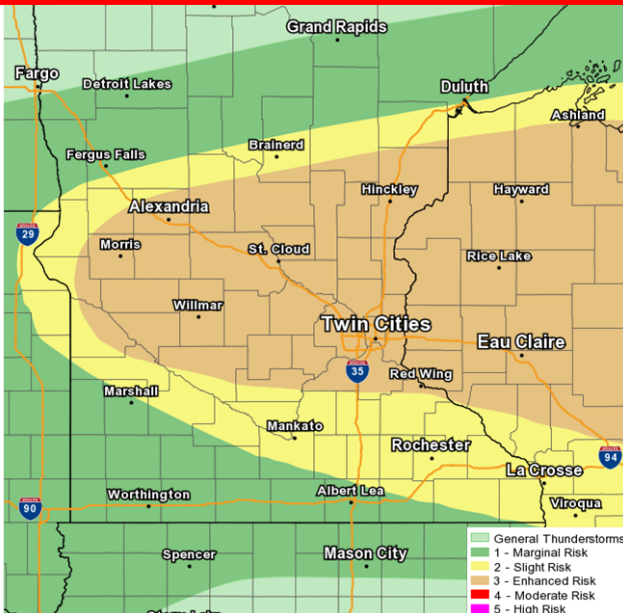 Grand Rapids
Fargo
Detroit Lakes
Duluth
Ashland
Brainerd
Fergus Falls
Hinckley
Hayward
Alexandria
29
Morris
St. Cloud
Rice Lake
Willmar
Twin Cities
Eau Claire
35
Red Wing
Marshall
Mankato
Rochester
94
La Crosse
Worthington
Albert Lea
90
Viroqua
Spencer
Mason City
General Thunderstorms
1 - Marginal Risk
2 - Slight Risk
3 - Enhanced Risk
4 - Moderate Risk
5 - High Risk